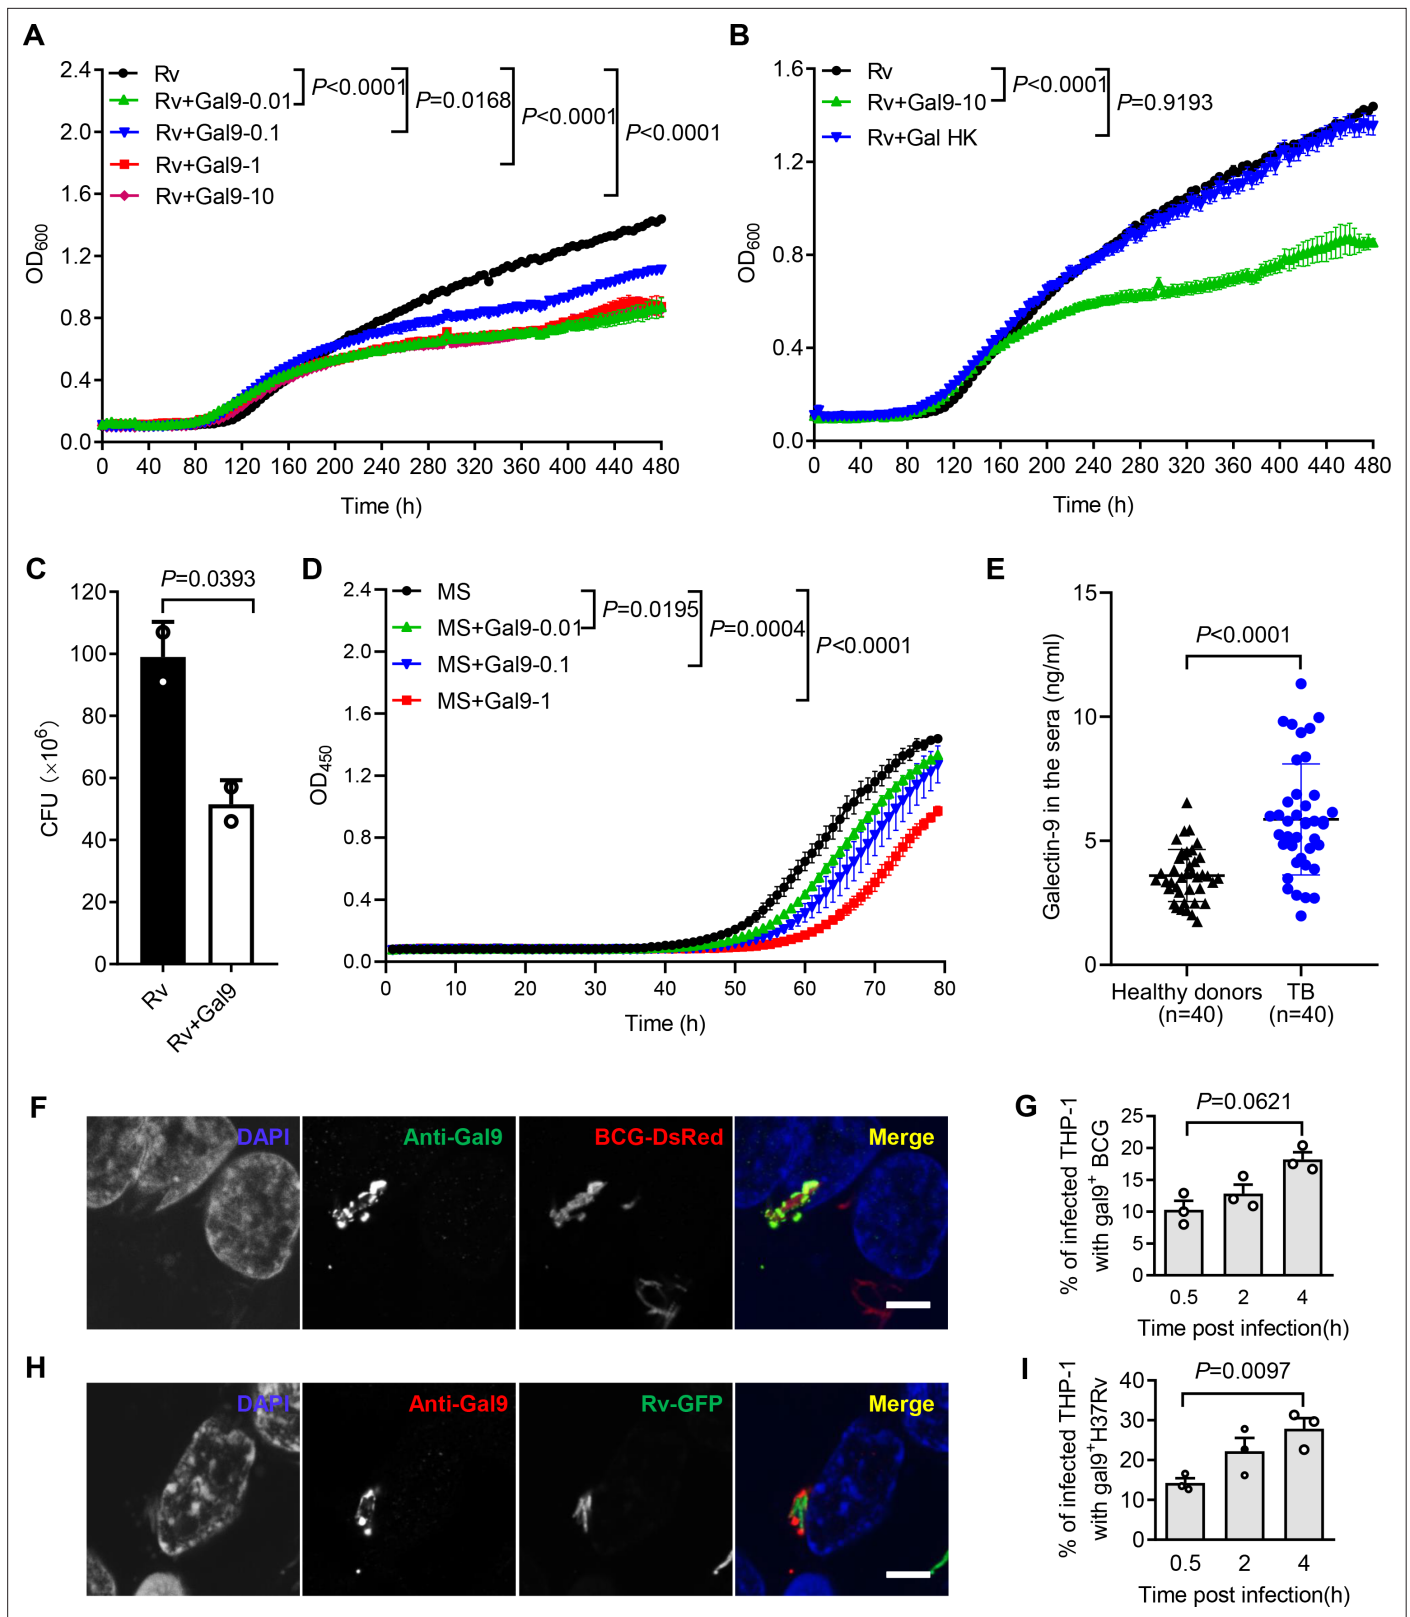 A
2.4
2.0
1.6
1.2
0.8
0.4
0.0
OD600
Rv
Rv+Gal9-0.01
Rv+Gal9-0.1
Rv+Gal9-1
Rv+Gal9-10
P<0.0001
P=0.0168
P<0.0001
P<0.0001
0 40 80 120 160 200 240 280 320 360 400 440 480
Time (h)
B
1.6
1.2
0.8
0.4
0.0
OD600
Rv
Rv+Gal9-10
Rv+Gal HK
P<0.0001
P=0.9193
0 40 80 120 160 200 240 280 320 360 400 440 480
Time (h)
C
P=0.0393
120
100
80
60
40
20
0
CFU (×10^6)
Rv
Rv+Gal9
D
2.4
2.0
1.6
1.2
0.8
0.4
0.0
OD450
MS
MS+Gal9-0.01
MS+Gal9-0.1
MS+Gal9-1
P=0.0195
P=0.0004
P<0.0001
0 10 20 30 40 50 60 70 80
Time (h)
E
15
10
5
0
Galectin-9 in the sera (ng/ml)
P<0.0001
Healthy donors
(n=40)
TB
(n=40)
F
DAPI
Anti-Gal9
BCG-DsRed
Merge
G
P=0.0621
25
20
15
10
5
0
% of infected THP-1
with gal9+ BCG
0.5 2 4
Time post infection(h)
H
DAPI
Anti-Gal9
Rv-GFP
Merge
I
P=0.0097
40
30
20
10
0
% of infected THP-1
with gal9+H37Rv
0.5 2 4
Time post infection(h)